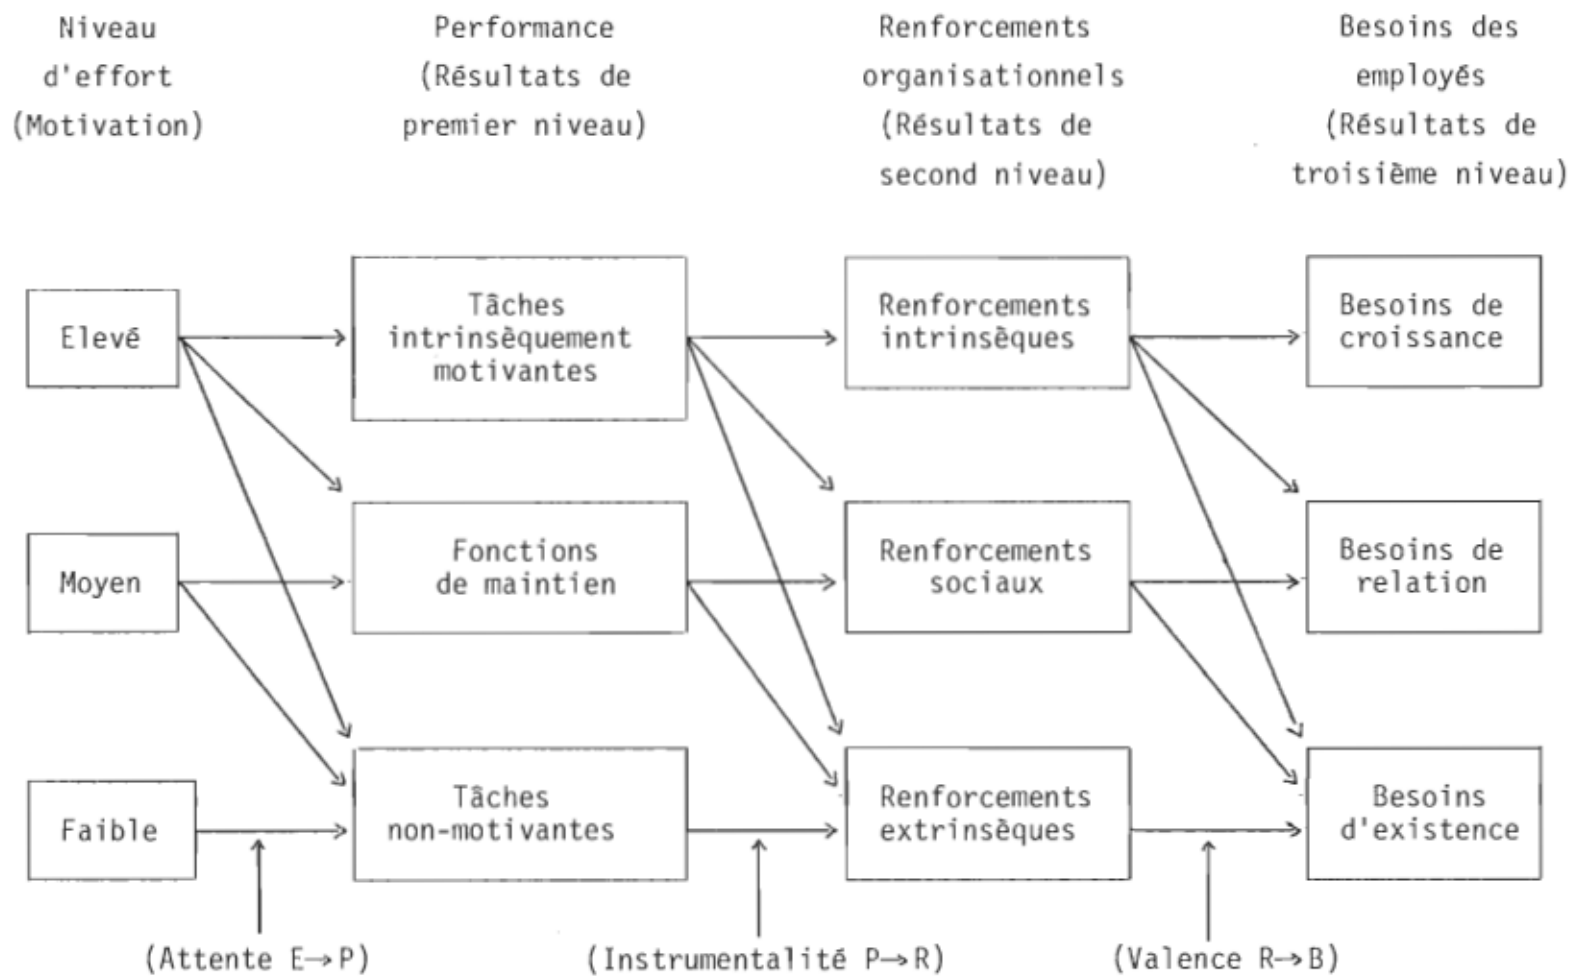 Niveau
d'effort
(Motivation)
Performance
(Résultats de
premier niveau)
Renforcements
organisationnels
(Résultats de
second niveau)
Besoins des
employés
(Résultats de
troisième niveau)
Elevé
Tâches
intrinsèquement
motivantes
Renforcements
intrinsèques
Besoins de
croissance
Moyen
Fonctions
de maintien
Renforcements
sociaux
Besoins de
relation
Faible
Tâches
non-motivantes
Renforcements
extrinsèques
Besoins
d'existence
(Attente E→P)
(Instrumentalité P→R)
(Valence R→B)